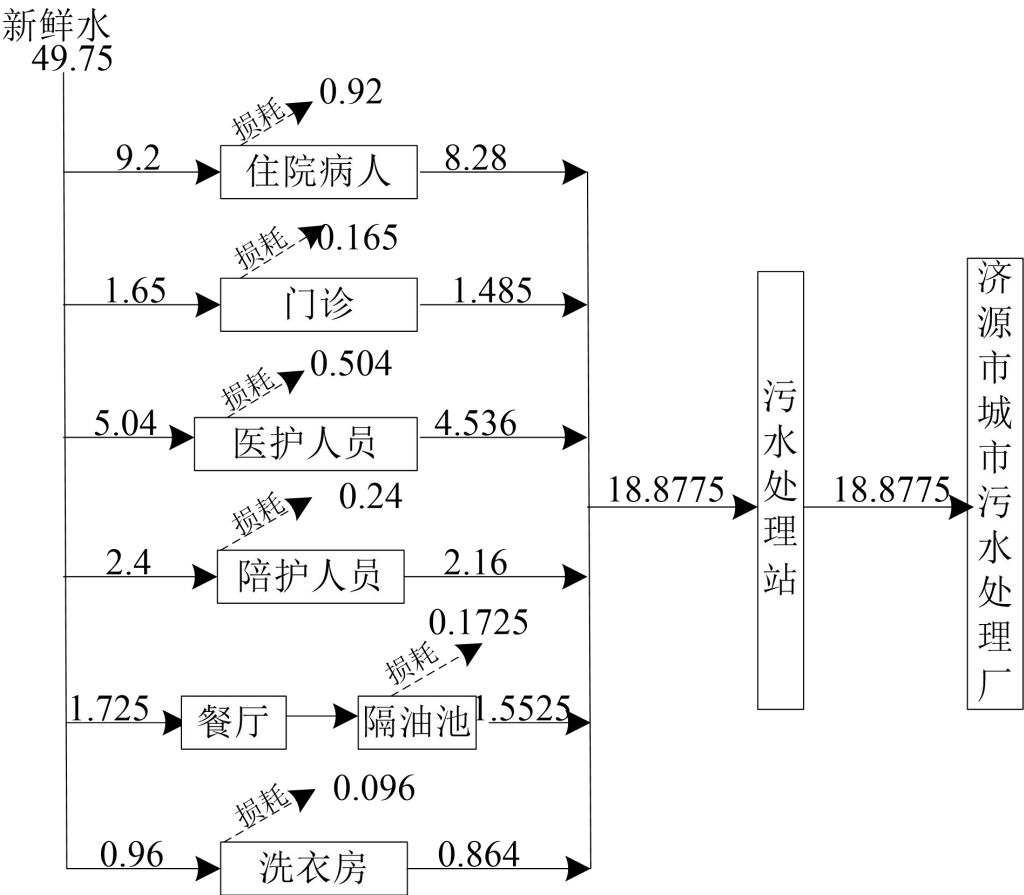 新鲜水
49.75
损耗
0.92
9.2
住院病人
8.28
损耗
0.165
1.65
门诊
1.485
损耗
0.504
5.04
医护人员
4.536
损耗
0.24
2.4
陪护人员
2.16
损耗
0.1725
1.725
餐厅
隔油池
1.5525
损耗
0.096
0.96
洗衣房
0.864
18.8775
污水处理站
18.8775
济源市城市污水处理厂